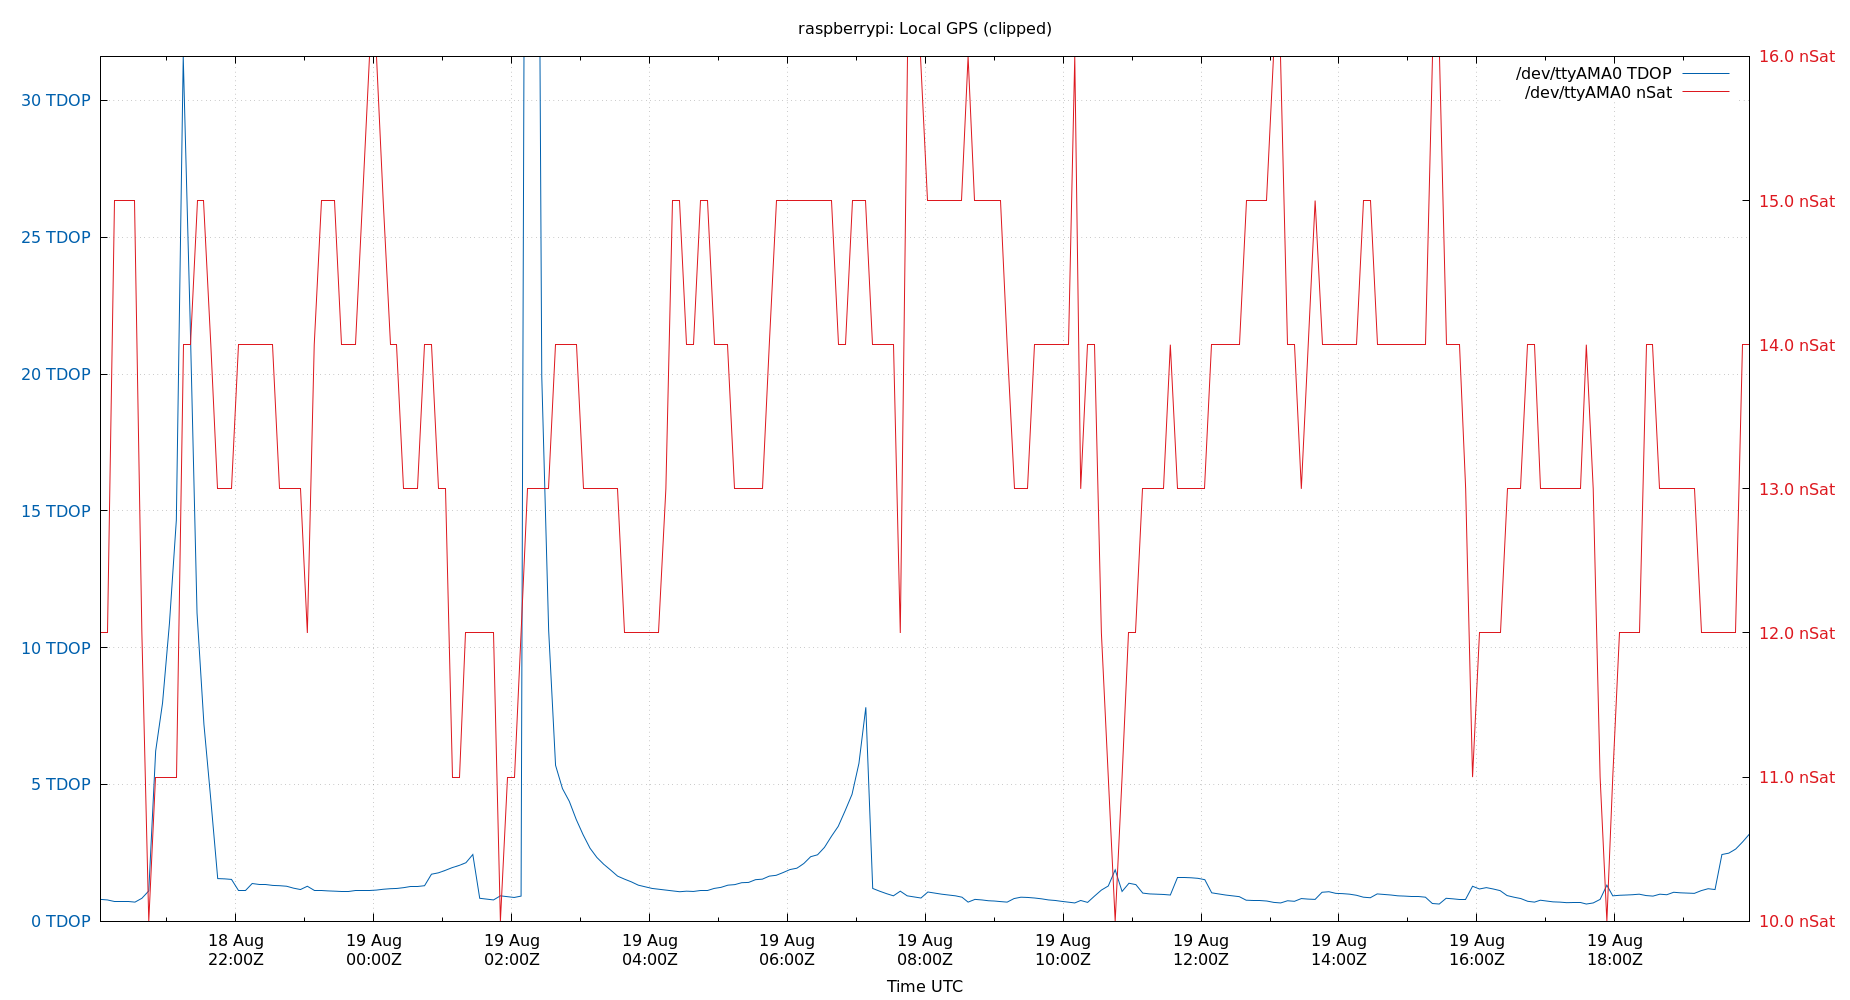 raspberrypi: Local GPS (clipped)
/dev/ttyAMA0 TDOP
/dev/ttyAMA0 nSat
30 TDOP
25 TDOP
20 TDOP
15 TDOP
10 TDOP
5 TDOP
0 TDOP
16.0 nSat
15.0 nSat
14.0 nSat
13.0 nSat
12.0 nSat
11.0 nSat
10.0 nSat
18 Aug
22:00Z
19 Aug
00:00Z
19 Aug
02:00Z
19 Aug
04:00Z
19 Aug
06:00Z
19 Aug
08:00Z
19 Aug
10:00Z
19 Aug
12:00Z
19 Aug
14:00Z
19 Aug
16:00Z
19 Aug
18:00Z
Time UTC